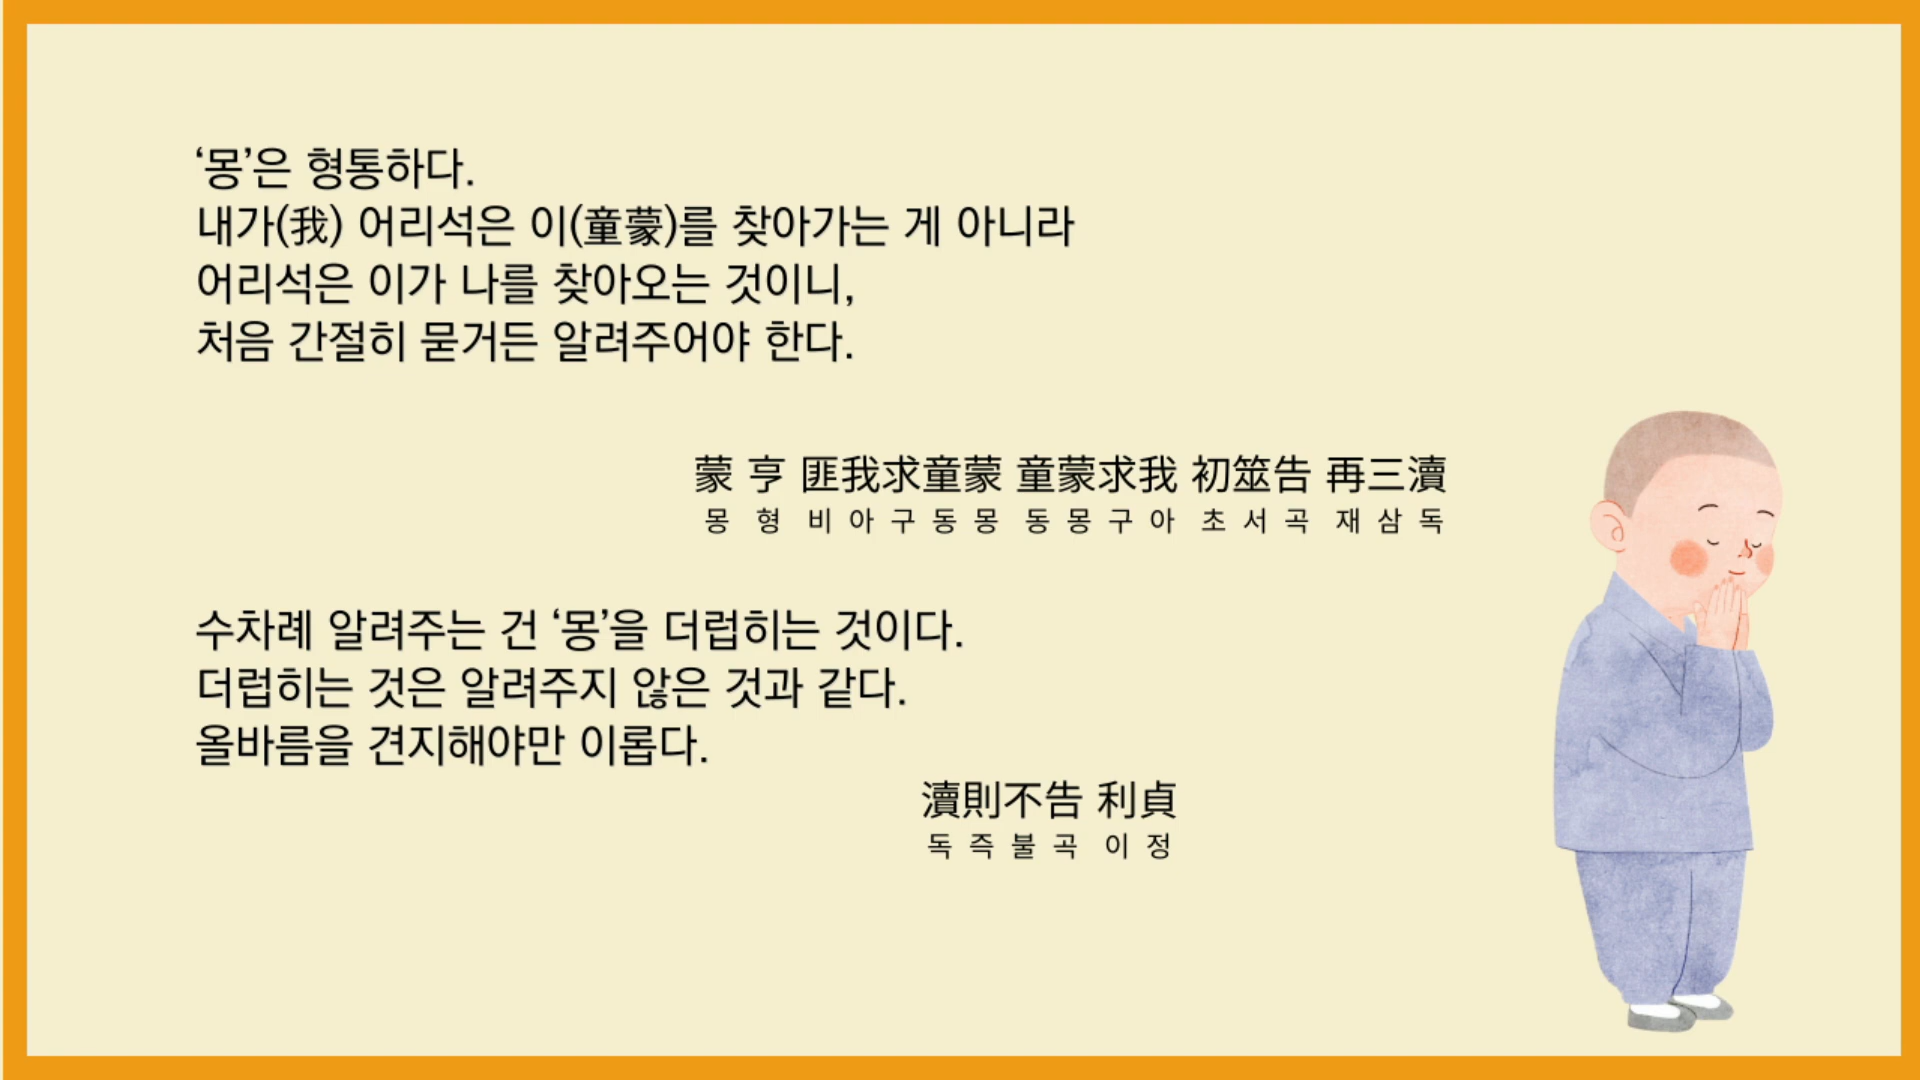 ‘몽’은 형통하다.
내가(我) 어리석은 이(童蒙)를 찾아가는 게 아니라
어리석은 이가 나를 찾아오는 것이니,
처음 간절히 묻거든 알려주어야 한다.
蒙 亨 匪我求童蒙 童蒙求我 初筮告 再三瀆
몽 형 비아구동몽 동몽구아 초서곡 재삼독
수차례 알려주는 건 ‘몽’을 더럽히는 것이다.
더럽히는 것은 알려주지 않은 것과 같다.
올바름을 견지해야만 이롭다.
瀆則不告 利貞
독즉불곡 이정